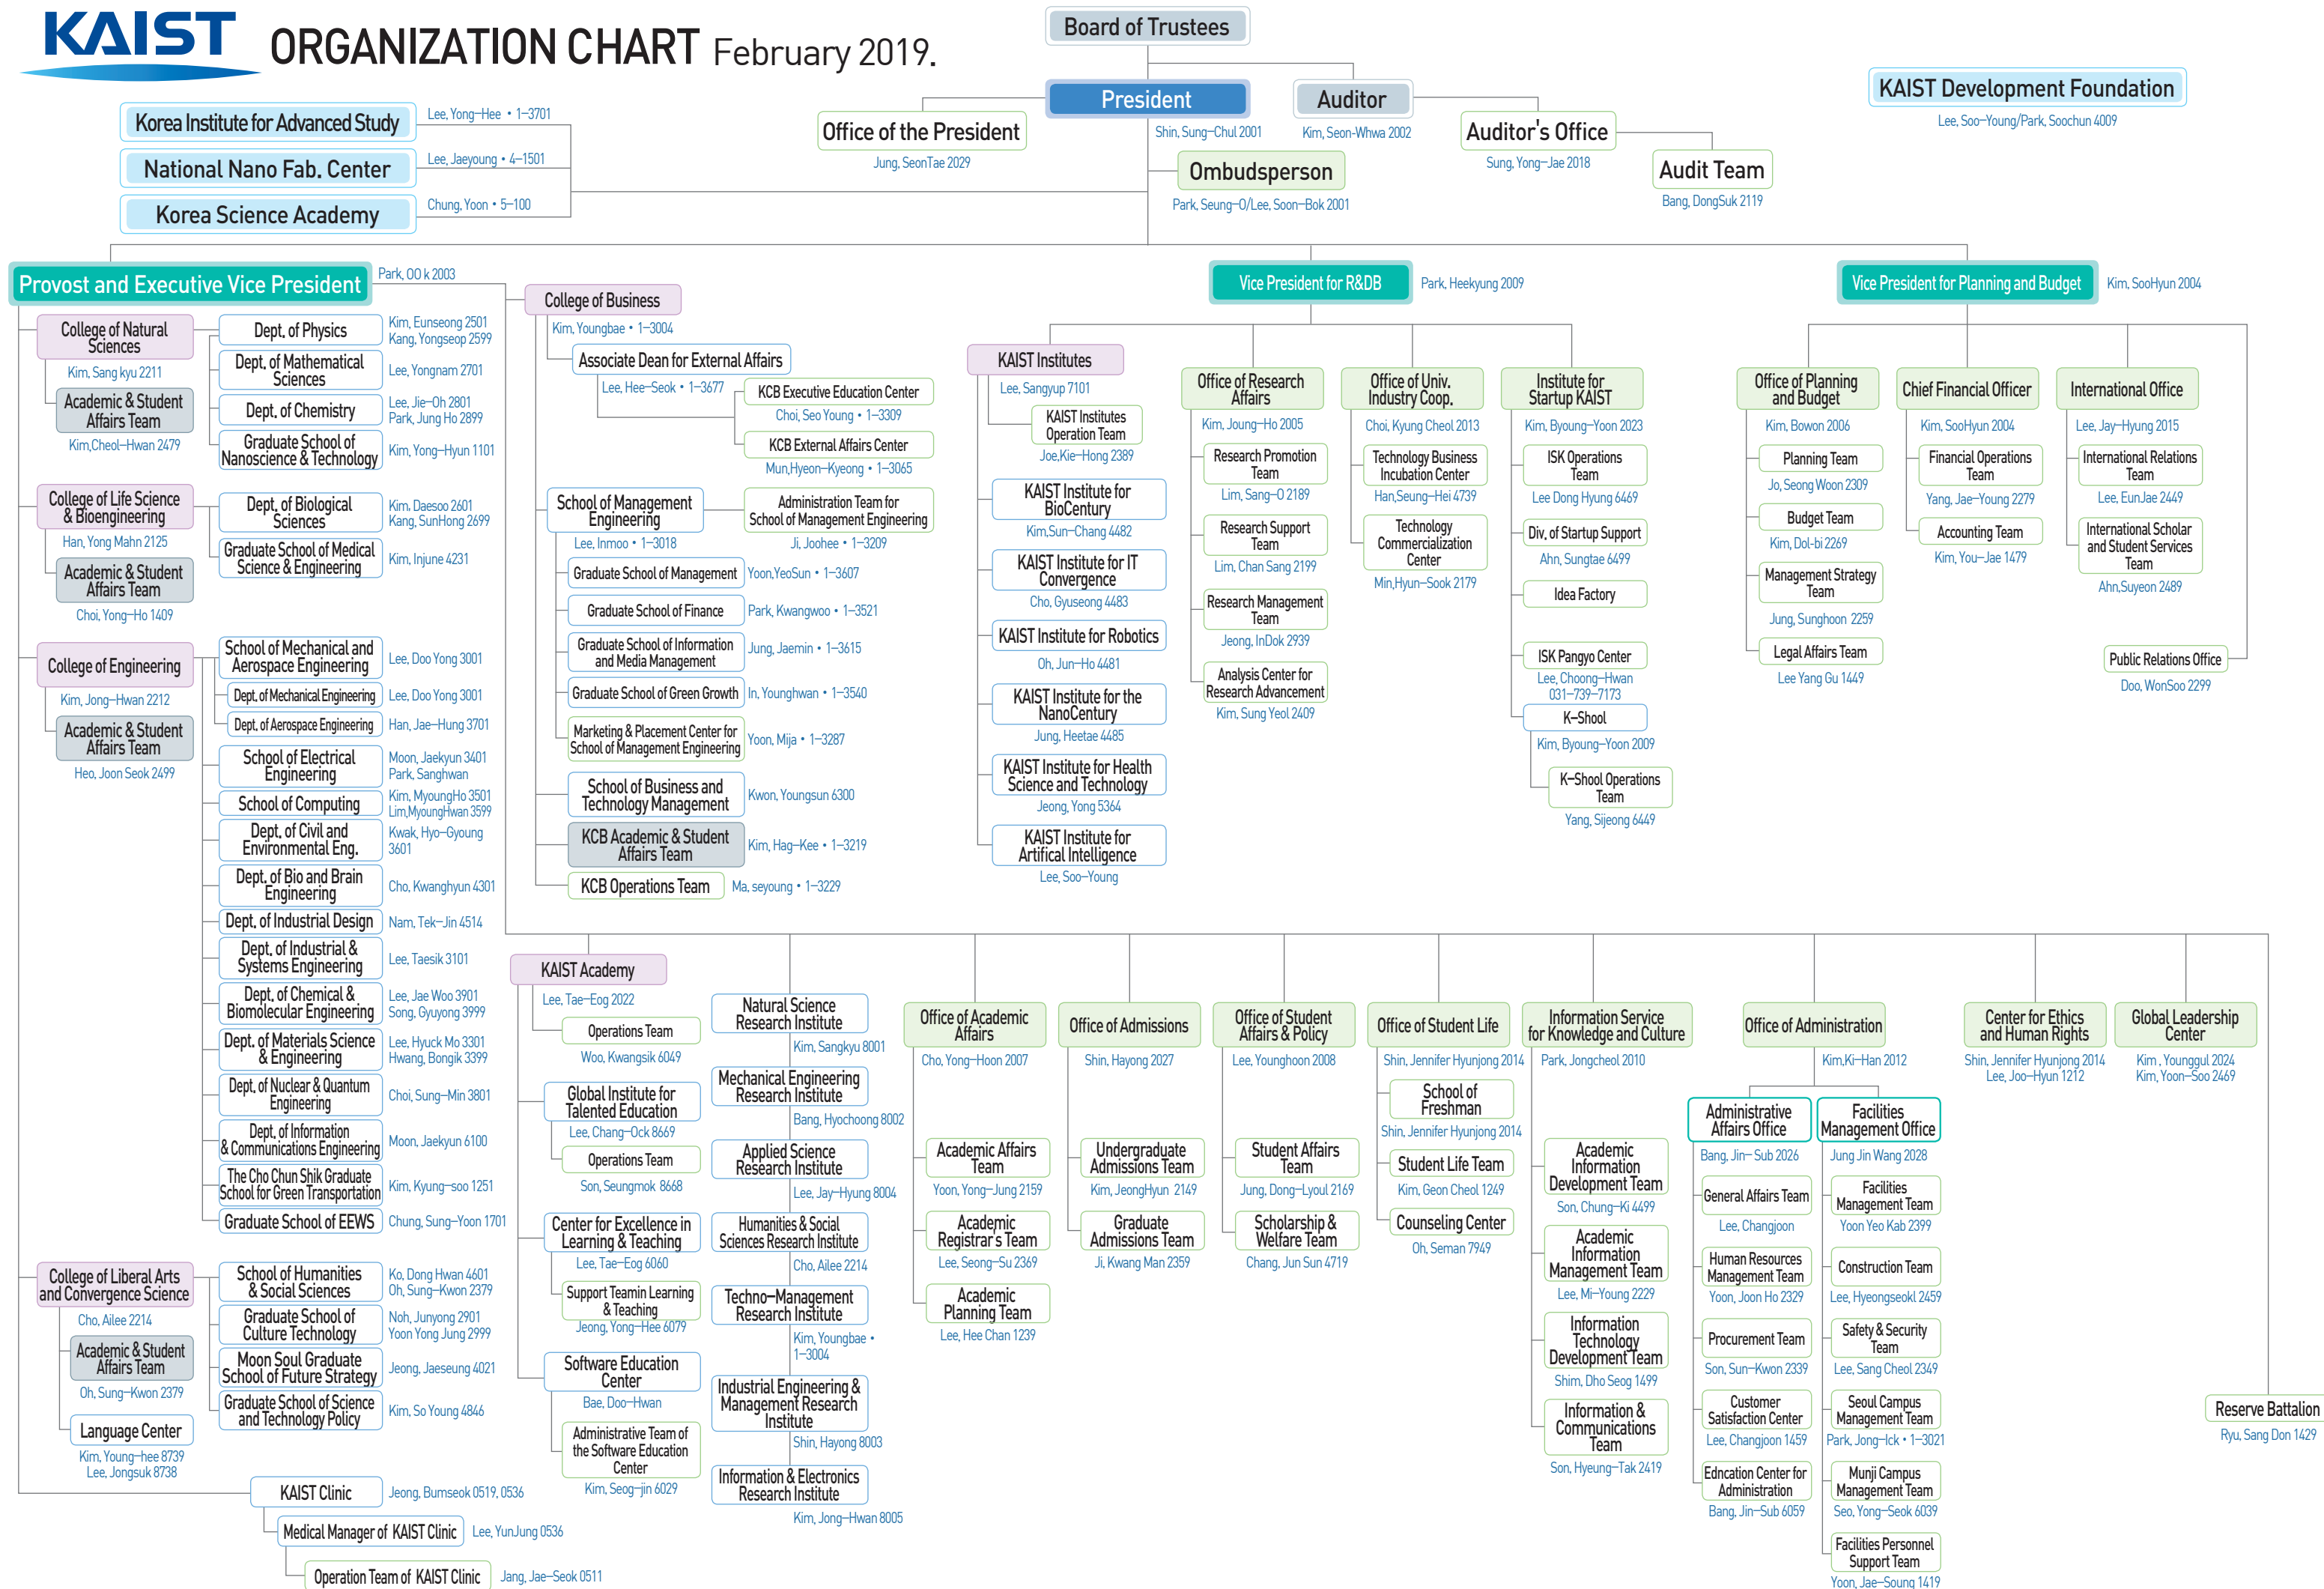 KAIST
ORGANIZATION CHART February 2019.
Board of Trustees
President
Shin, Sung-Chul 2001
Auditor
Kim, Seon-Whwa 2002
Office of the President
Jung, SeonTae 2029
Auditor's Office
Sung, Yong-Jae 2018
Audit Team
Bang, DongSuk 2119
Ombudsperson
Park, Seung-O/Lee, Soon-Bok 2001
KAIST Development Foundation
Lee, Soo-Young/Park, Soochun 4009
Korea Institute for Advanced Study
Lee, Yong-Hee • 1-3701
National Nano Fab. Center
Lee, Jaeyoung • 4-1501
Korea Science Academy
Chung, Yoon • 5-100
Provost and Executive Vice President
Park, OO k 2003
College of Natural
Sciences
Kim, Sang kyu 2211
Academic & Student
Affairs Team
Kim,Cheol-Hwan 2479
Dept. of Physics
Kim, Eunseong 2501
Kang, Yongseop 2599
Dept. of Mathematical
Sciences
Lee, Yongnam 2701
Dept. of Chemistry
Lee, Jie-Oh 2801
Park, Jung Ho 2899
Graduate School of
Nanoscience & Technology
Kim, Yong-Hyun 1101
College of Life Science
& Bioengineering
Han, Yong Mahn 2125
Academic & Student
Affairs Team
Choi, Yong-Ho 1409
Dept. of Biological
Sciences
Kim. Daesoo 2601
Kang, SunHong 2699
Graduate School of Medical
Science & Engineering
Kim, Injune 4231
College of Engineering
Kim, Jong-Hwan 2212
Academic & Student
Affairs Team
Heo, Joon Seok 2499
School of Mechanical and
Aerospace Engineering
Lee, Doo Yong 3001
Dept. of Mechanical Engineering
Lee, Doo Yong 3001
Dept. of Aerospace Engineering
Han, Jae-Hung 3701
School of Electrical
Engineering
Moon, Jaekyun 3401
Park, Sanghwan
School of Computing
Kim, MyoungHo 3501
Lim,MyoungHwan 3599
Dept. of Civil and
Environmental Eng.
Kwak, Hyo-Gyoung
3601
Dept. of Bio and Brain
Engineering
Cho, Kwanghyun 4301
Dept. of Industrial Design
Nam, Tek-Jin 4514
Dept. of Industrial &
Systems Engineering
Lee, Taesik 3101
Dept. of Chemical &
Biomolecular Engineering
Lee, Jae Woo 3901
Song, Gyuyong 3999
Dept. of Materials Science
& Engineering
Lee, Hyuck Mo 3301
Hwang, Bongik 3399
Dept. of Nuclear & Quantum
Engineering
Choi, Sung-Min 3801
Dept. of Information
& Communications Engineering
Moon, Jaekyun 6100
The Cho Chun Shik Graduate
School for Green Transportation
Kim, Kyung-soo 1251
Graduate School of EEWS
Chung, Sung-Yoon 1701
College of Liberal Arts
and Convergence Science
Cho, Ailee 2214
Academic & Student
Affairs Team
Oh, Sung-Kwon 2379
Language Center
Kim, Young-hee 8739
Lee, Jongsuk 8738
School of Humanities
& Social Sciences
Ko, Dong Hwan 4601
Oh, Sung-Kwon 2379
Graduate School of
Culture Technology
Noh, Junyong 2901
Yoon Yong Jung 2999
Moon Soul Graduate
School of Future Strategy
Jeong, Jaeseung 4021
Graduate School of Science
and Technology Policy
Kim, So Young 4846
KAIST Clinic
Jeong, Bumseok 0519, 0536
Medical Manager of KAIST Clinic
Lee, YunJung 0536
Operation Team of KAIST Clinic
Jang, Jae-Seok 0511
College of Business
Kim, Youngbae • 1-3004
Associate Dean for External Affairs
Lee, Hee-Seok • 1-3677
KCB Executive Education Center
Choi, Seo Young • 1-3309
KCB External Affairs Center
Mun,Hyeon-Kyeong • 1-3065
School of Management
Engineering
Lee, Inmoo • 1-3018
Administration Team for
School of Management Engineering
Ji, Joohee • 1-3209
Graduate School of Management
Yoon,YeoSun • 1-3607
Graduate School of Finance
Park, Kwangwoo • 1-3521
Graduate School of Information
and Media Management
Jung, Jaemin • 1-3615
Graduate School of Green Growth
In, Younghwan • 1-3540
Marketing & Placement Center for
School of Management Engineering
Yoon, Mija • 1-3287
School of Business and
Technology Management
Kwon, Youngsun 6300
KCB Academic & Student
Affairs Team
Kim, Hag-Kee • 1-3219
KCB Operations Team
Ma, seyoung • 1-3229
Vice President for R&DB
Park, Heekyung 2009
KAIST Institutes
Lee, Sangyup 7101
KAIST Institutes
Operation Team
Joe,Kie-Hong 2389
KAIST Institute for
BioCentury
Kim,Sun-Chang 4482
KAIST Institute for IT
Convergence
Cho, Gyuseong 4483
KAIST Institute for Robotics
Oh, Jun-Ho 4481
KAIST Institute for the
NanoCentury
Jung, Heetae 4485
KAIST Institute for Health
Science and Technology
Jeong, Yong 5364
KAIST Institute for
Artifical Intelligence
Lee, Soo-Young
Office of Research
Affairs
Kim, Joung-Ho 2005
Research Promotion
Team
Lim, Sang-O 2189
Research Support
Team
Lim, Chan Sang 2199
Research Management
Team
Jeong, InDok 2939
Analysis Center for
Research Advancement
Kim, Sung Yeol 2409
Office of Univ.
Industry Coop.
Choi, Kyung Cheol 2013
Technology Business
Incubation Center
Han,Seung-Hei 4739
Technology
Commercialization
Center
Min,Hyun-Sook 2179
Institute for
Startup KAIST
Kim, Byoung-Yoon 2023
ISK Operations
Team
Lee Dong Hyung 6469
Div. of Startup Support
Ahn, Sungtae 6499
Idea Factory
ISK Pangyo Center
Lee, Choong-Hwan
031-739-7173
K-Shool
Kim, Byoung-Yoon 2009
K-Shool Operations
Team
Yang, Sijeong 6449
Vice President for Planning and Budget
Kim, SooHyun 2004
Office of Planning
and Budget
Kim, Bowon 2006
Planning Team
Jo, Seong Woon 2309
Budget Team
Kim, Dol-bi 2269
Management Strategy
Team
Jung, Sunghoon 2259
Legal Affairs Team
Lee Yang Gu 1449
Chief Financial Officer
Kim, SooHyun 2004
Financial Operations
Team
Yang, Jae-Young 2279
Accounting Team
Kim, You-Jae 1479
International Office
Lee, Jay-Hyung 2015
International Relations
Team
Lee, EunJae 2449
International Scholar
and Student Services
Team
Ahn,Suyeon 2489
Public Relations Office
Doo, WonSoo 2299
KAIST Academy
Lee, Tae-Eog 2022
Operations Team
Woo, Kwangsik 6049
Global Institute for
Talented Education
Lee, Chang-Ock 8669
Operations Team
Son, Seungmok 8668
Center for Excellence in
Learning & Teaching
Lee, Tae-Eog 6060
Support Teamin Learning
& Teaching
Jeong, Yong-Hee 6079
Software Education
Center
Bae, Doo-Hwan
Administrative Team of
the Software Education
Center
Kim, Seog-jin 6029
Natural Science
Research Institute
Kim, Sangkyu 8001
Mechanical Engineering
Research Institute
Bang, Hyochoong 8002
Applied Science
Research Institute
Lee, Jay-Hyung 8004
Humanities & Social
Sciences Research Institute
Cho, Ailee 2214
Techno-Management
Research Institute
Kim, Youngbae •
1-3004
Industrial Engineering &
Management Research
Institute
Shin, Hayong 8003
Information & Electronics
Research Institute
Kim, Jong-Hwan 8005
Office of Academic
Affairs
Cho, Yong-Hoon 2007
Academic Affairs
Team
Yoon, Yong-Jung 2159
Academic
Registrar's Team
Lee, Seong-Su 2369
Academic
Planning Team
Lee, Hee Chan 1239
Office of Admissions
Shin, Hayong 2027
Undergraduate
Admissions Team
Kim, JeongHyun 2149
Graduate
Admissions Team
Ji, Kwang Man 2359
Office of Student
Affairs & Policy
Lee, Younghoon 2008
Student Affairs
Team
Jung, Dong-Lyoul 2169
Scholarship &
Welfare Team
Chang, Jun Sun 4719
Office of Student Life
Shin, Jennifer Hyunjong 2014
School of
Freshman
Shin, Jennifer Hyunjong 2014
Student Life Team
Kim, Geon Cheol 1249
Counseling Center
Oh, Seman 7949
Information Service
for Knowledge and Culture
Park, Jongcheol 2010
Academic
Information
Development Team
Son, Chung-Ki 4499
Academic
Information
Management Team
Lee, Mi-Young 2229
Information
Technology
Development Team
Shim, Dho Seog 1499
Information &
Communications
Team
Son, Hyeung-Tak 2419
Office of Administration
Kim,Ki-Han 2012
Administrative
Affairs Office
Bang, Jin- Sub 2026
General Affairs Team
Lee, Changjoon
Human Resources
Management Team
Yoon, Joon Ho 2329
Procurement Team
Son, Sun-Kwon 2339
Customer
Satisfaction Center
Lee, Changjoon 1459
Edncation Center for
Administration
Bang, Jin-Sub 6059
Facilities
Management Office
Jung Jin Wang 2028
Facilities
Management Team
Yoon Yeo Kab 2399
Construction Team
Lee, Hyeongseokl 2459
Safety & Security
Team
Lee, Sang Cheol 2349
Seoul Campus
Management Team
Park, Jong-Ick • 1-3021
Munji Campus
Management Team
Seo, Yong-Seok 6039
Facilities Personnel
Support Team
Yoon, Jae-Soung 1419
Center for Ethics
and Human Rights
Shin, Jennifer Hyunjong 2014
Lee, Joo-Hyun 1212
Global Leadership
Center
Kim , Younggul 2024
Kim, Yoon-Soo 2469
Reserve Battalion
Ryu, Sang Don 1429